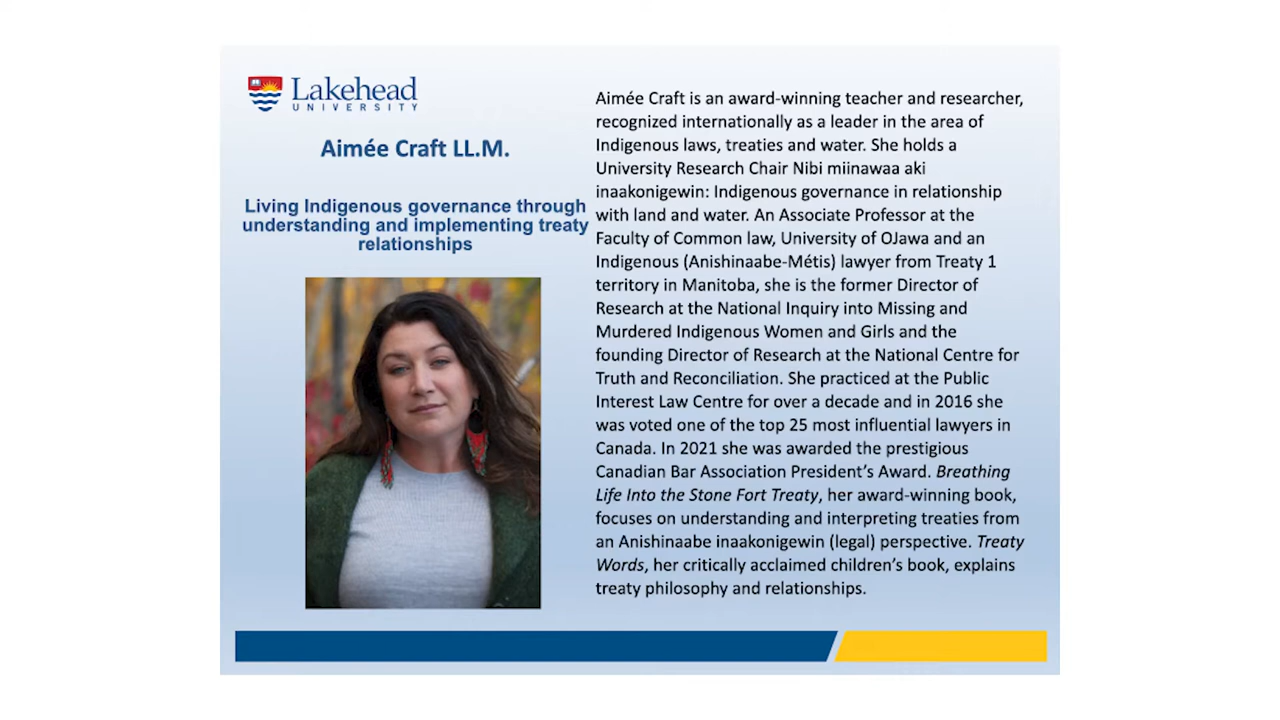 Lakehead
UNIVERSITY
Aimée Craft LL.M.
Living Indigenous governance through
understanding and implementing treaty
relationships
Aimée Craft is an award-winning teacher and researcher,
recognized internationally as a leader in the area of
Indigenous laws, treaties and water. She holds a
University Research Chair Nibi miinawaa aki
inaakonigewin: Indigenous governance in relationship
with land and water. An Associate Professor at the
Faculty of Common law, University of OJawa and an
Indigenous (Anishinaabe-Métis) lawyer from Treaty 1
territory in Manitoba, she is the former Director of
Research at the National Inquiry into Missing and
Murdered Indigenous Women and Girls and the
founding Director of Research at the National Centre for
Truth and Reconciliation. She practiced at the Public
Interest Law Centre for over a decade and in 2016 she
was voted one of the top 25 most influential lawyers in
Canada. In 2021 she was awarded the prestigious
Canadian Bar Association President’s Award. Breathing
Life Into the Stone Fort Treaty, her award-winning book,
focuses on understanding and interpreting treaties from
an Anishinaabe inaakonigewin (legal) perspective. Treaty
Words, her critically acclaimed children’s book, explains
treaty philosophy and relationships.